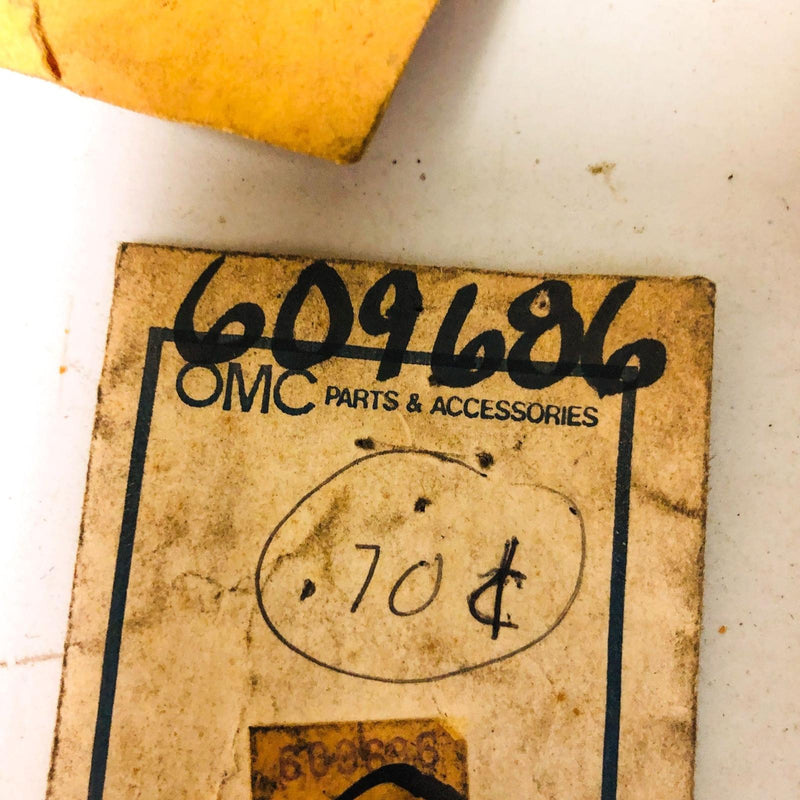 609686
OMC PARTS & ACCESSORIES
.70 ¢